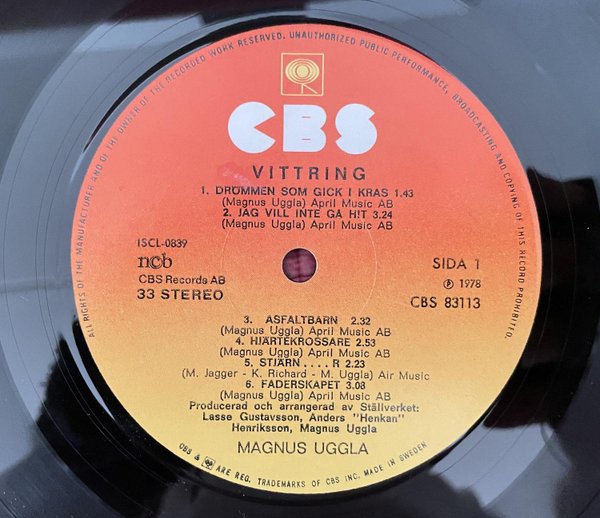 ALL RIGHTS OF THE MANUFACTURER AND OF THE OWNER OF THE RECORDED WORK RESERVED. UNAUTHORIZED PUBLIC PERFORMANCE, BROADCASTING AND COPYING OF THIS RECORD PROHIBITED.
CBS
VITTRING
1. DRÖMMEN SOM GICK I KRAS 1.43
(Magnus Uggla) April Music AB
2. JAG VILL INTE GÅ HIT 3.24
(Magnus Uggla) April Music AB
ISCL-0839
ncb
CBS Records AB
33 STEREO
SIDA 1
℗ 1978
CBS 83113
3. ASFALTBARN 2.32
(Magnus Uggla) April Music AB
4. HJÄRTEKROSSARE 2.53
(Magnus Uggla) April Music AB
5. STJÄRN....R 2.23
(M. Jagger - K. Richard - M. Uggla) Air Music
6. FADERSKAPET 3.08
(Magnus Uggla) April Music AB
Producerad och arrangerad av Ställverket:
Lasse Gustavsson, Anders "Henkan"
Henriksson, Magnus Uggla
MAGNUS UGGLA
CBS & ARE REG. TRADEMARKS OF CBS INC. MADE IN SWEDEN